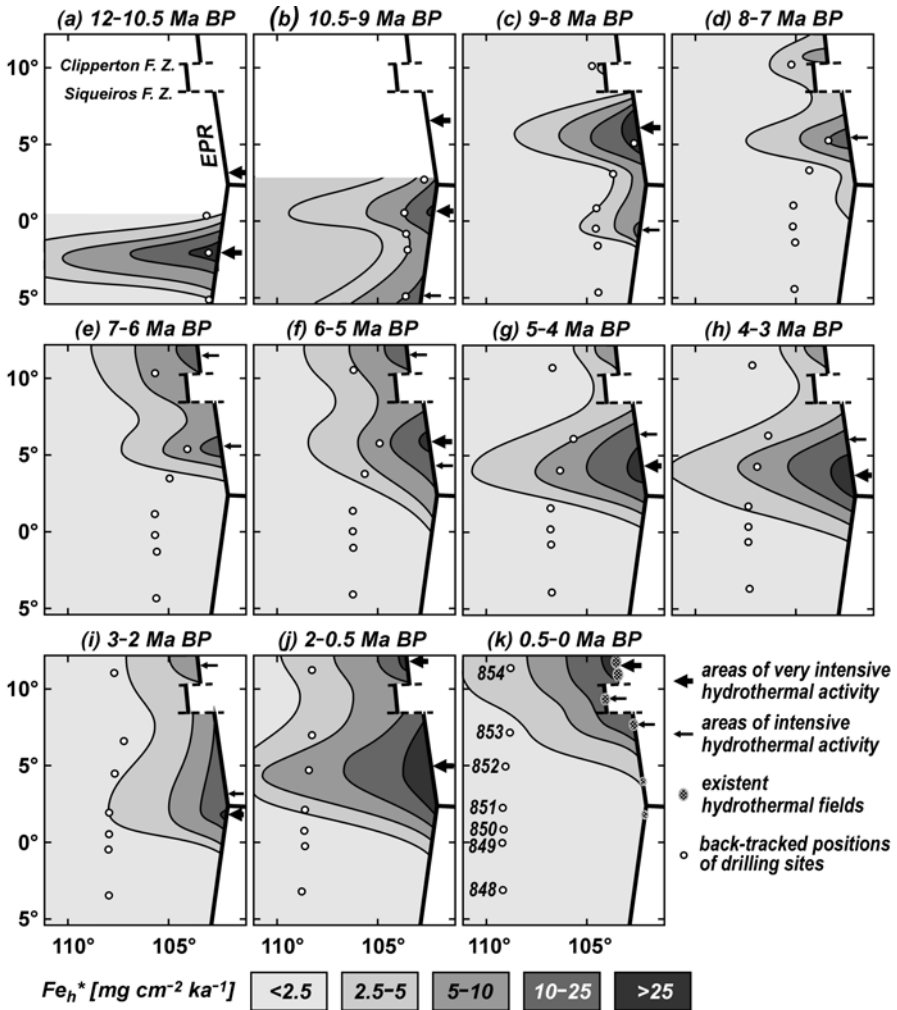 (a) 12–10.5 Ma BP
(b) 10.5–9 Ma BP
(c) 9–8 Ma BP
(d) 8–7 Ma BP
10°
Clipperton F. Z.
Siqueiros F. Z.
EPR
5°
0°
5°
(e) 7–6 Ma BP
(f) 6–5 Ma BP
(g) 5–4 Ma BP
(h) 4–3 Ma BP
10°
5°
0°
5°
(i) 3–2 Ma BP
(j) 2–0.5 Ma BP
(k) 0.5–0 Ma BP
10°
5°
0°
5°
854
853
852
851
850
849
848
110°
105°
110°
105°
110°
105°
areas of very intensive
hydrothermal activity
areas of intensive
hydrothermal activity
existent
hydrothermal fields
back-tracked positions
of drilling sites
Feh* [mg cm–2 ka–1]
<2.5
2.5–5
5–10
10–25
>25